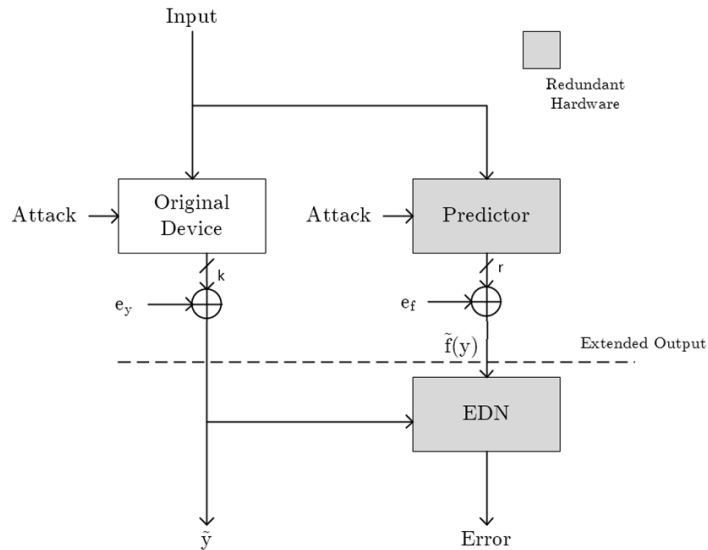 Input
Redundant
Hardware
Attack
Original
Device
Attack
Predictor
k
r
e_y
e_f
f̃(y)
Extended Output
EDN
ỹ
Error